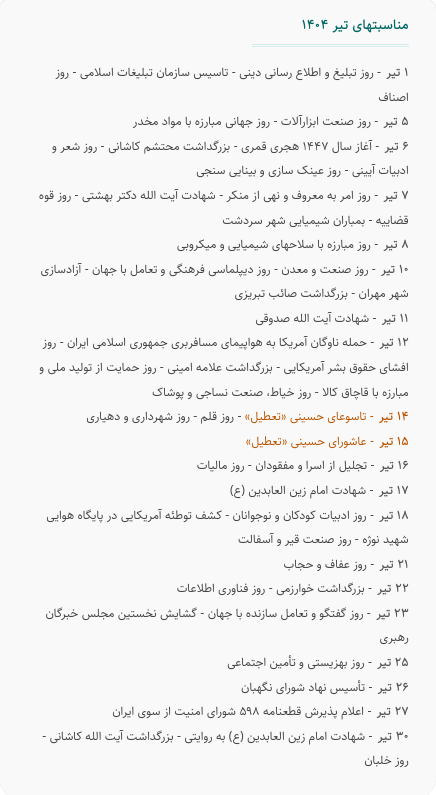 مناسبتهای تیر ۱۴۰۴
۱ تیر - روز تبلیغ و اطلاع رسانی دینی - تاسیس سازمان تبلیغات اسلامی - روز
اصناف
۵ تیر - روز صنعت ابزارآلات - روز جهانی مبارزه با مواد مخدر
۶ تیر - آغاز سال ۱۴۴۷ هجری قمری - بزرگداشت محتشم کاشانی - روز شعر و
ادبیات آیینی - روز عینک سازی و بینایی سنجی
۷ تیر - روز امر به معروف و نهی از منکر - شهادت آیت الله دکتر بهشتی - روز قوه
قضاییه - بمباران شیمیایی شهر سردشت
۸ تیر - روز مبارزه با سلاحهای شیمیایی و میکروبی
۱۰ تیر - روز صنعت و معدن - روز دیپلماسی فرهنگی و تعامل با جهان - آزادسازی
شهر مهران - بزرگداشت صائب تبریزی
۱۱ تیر - شهادت آیت الله صدوقی
۱۲ تیر - حمله ناوگان آمریکا به هواپیمای مسافربری جمهوری اسلامی ایران - روز
افشای حقوق بشر آمریکایی - بزرگداشت علامه امینی - روز حمایت از تولید ملی و
مبارزه با قاچاق کالا - روز خیاط، صنعت نساجی و پوشاک
۱۴ تیر - تاسوعای حسینی «تعطیل» - روز قلم - روز شهرداری و دهیاری
۱۵ تیر - عاشورای حسینی «تعطیل»
۱۶ تیر - تجلیل از اسرا و مفقودان - روز مالیات
۱۷ تیر - شهادت امام زین العابدین (ع)
۱۸ تیر - روز ادبیات کودکان و نوجوانان - کشف توطئه آمریکایی در پایگاه هوایی
شهید نوژه - روز صنعت قیر و آسفالت
۲۱ تیر - روز عفاف و حجاب
۲۲ تیر - بزرگداشت خوارزمی - روز فناوری اطلاعات
۲۳ تیر - روز گفتگو و تعامل سازنده با جهان - گشایش نخستین مجلس خبرگان
رهبری
۲۵ تیر - روز بهزیستی و تأمین اجتماعی
۲۶ تیر - تأسیس نهاد شورای نگهبان
۲۷ تیر - اعلام پذیرش قطعنامه ۵۹۸ شورای امنیت از سوی ایران
۳۰ تیر - شهادت امام زین العابدین (ع) به روایتی - بزرگداشت آیت الله کاشانی -
روز خلبان